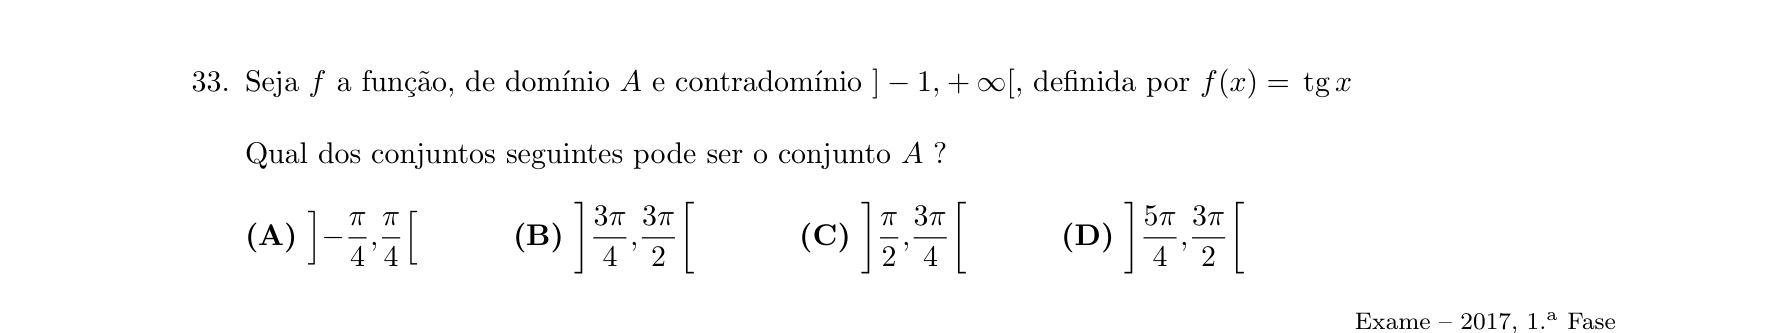 33. Seja f a função, de domínio A e contradomínio ] − 1, + ∞[, definida por f(x) = tg x
Qual dos conjuntos seguintes pode ser o conjunto A ?
(A) ]−π/4, π/4[ (B) ]3π/4, 3π/2[ (C) ]π/2, 3π/4[ (D) ]5π/4, 3π/2[
Exame – 2017, 1.ª Fase